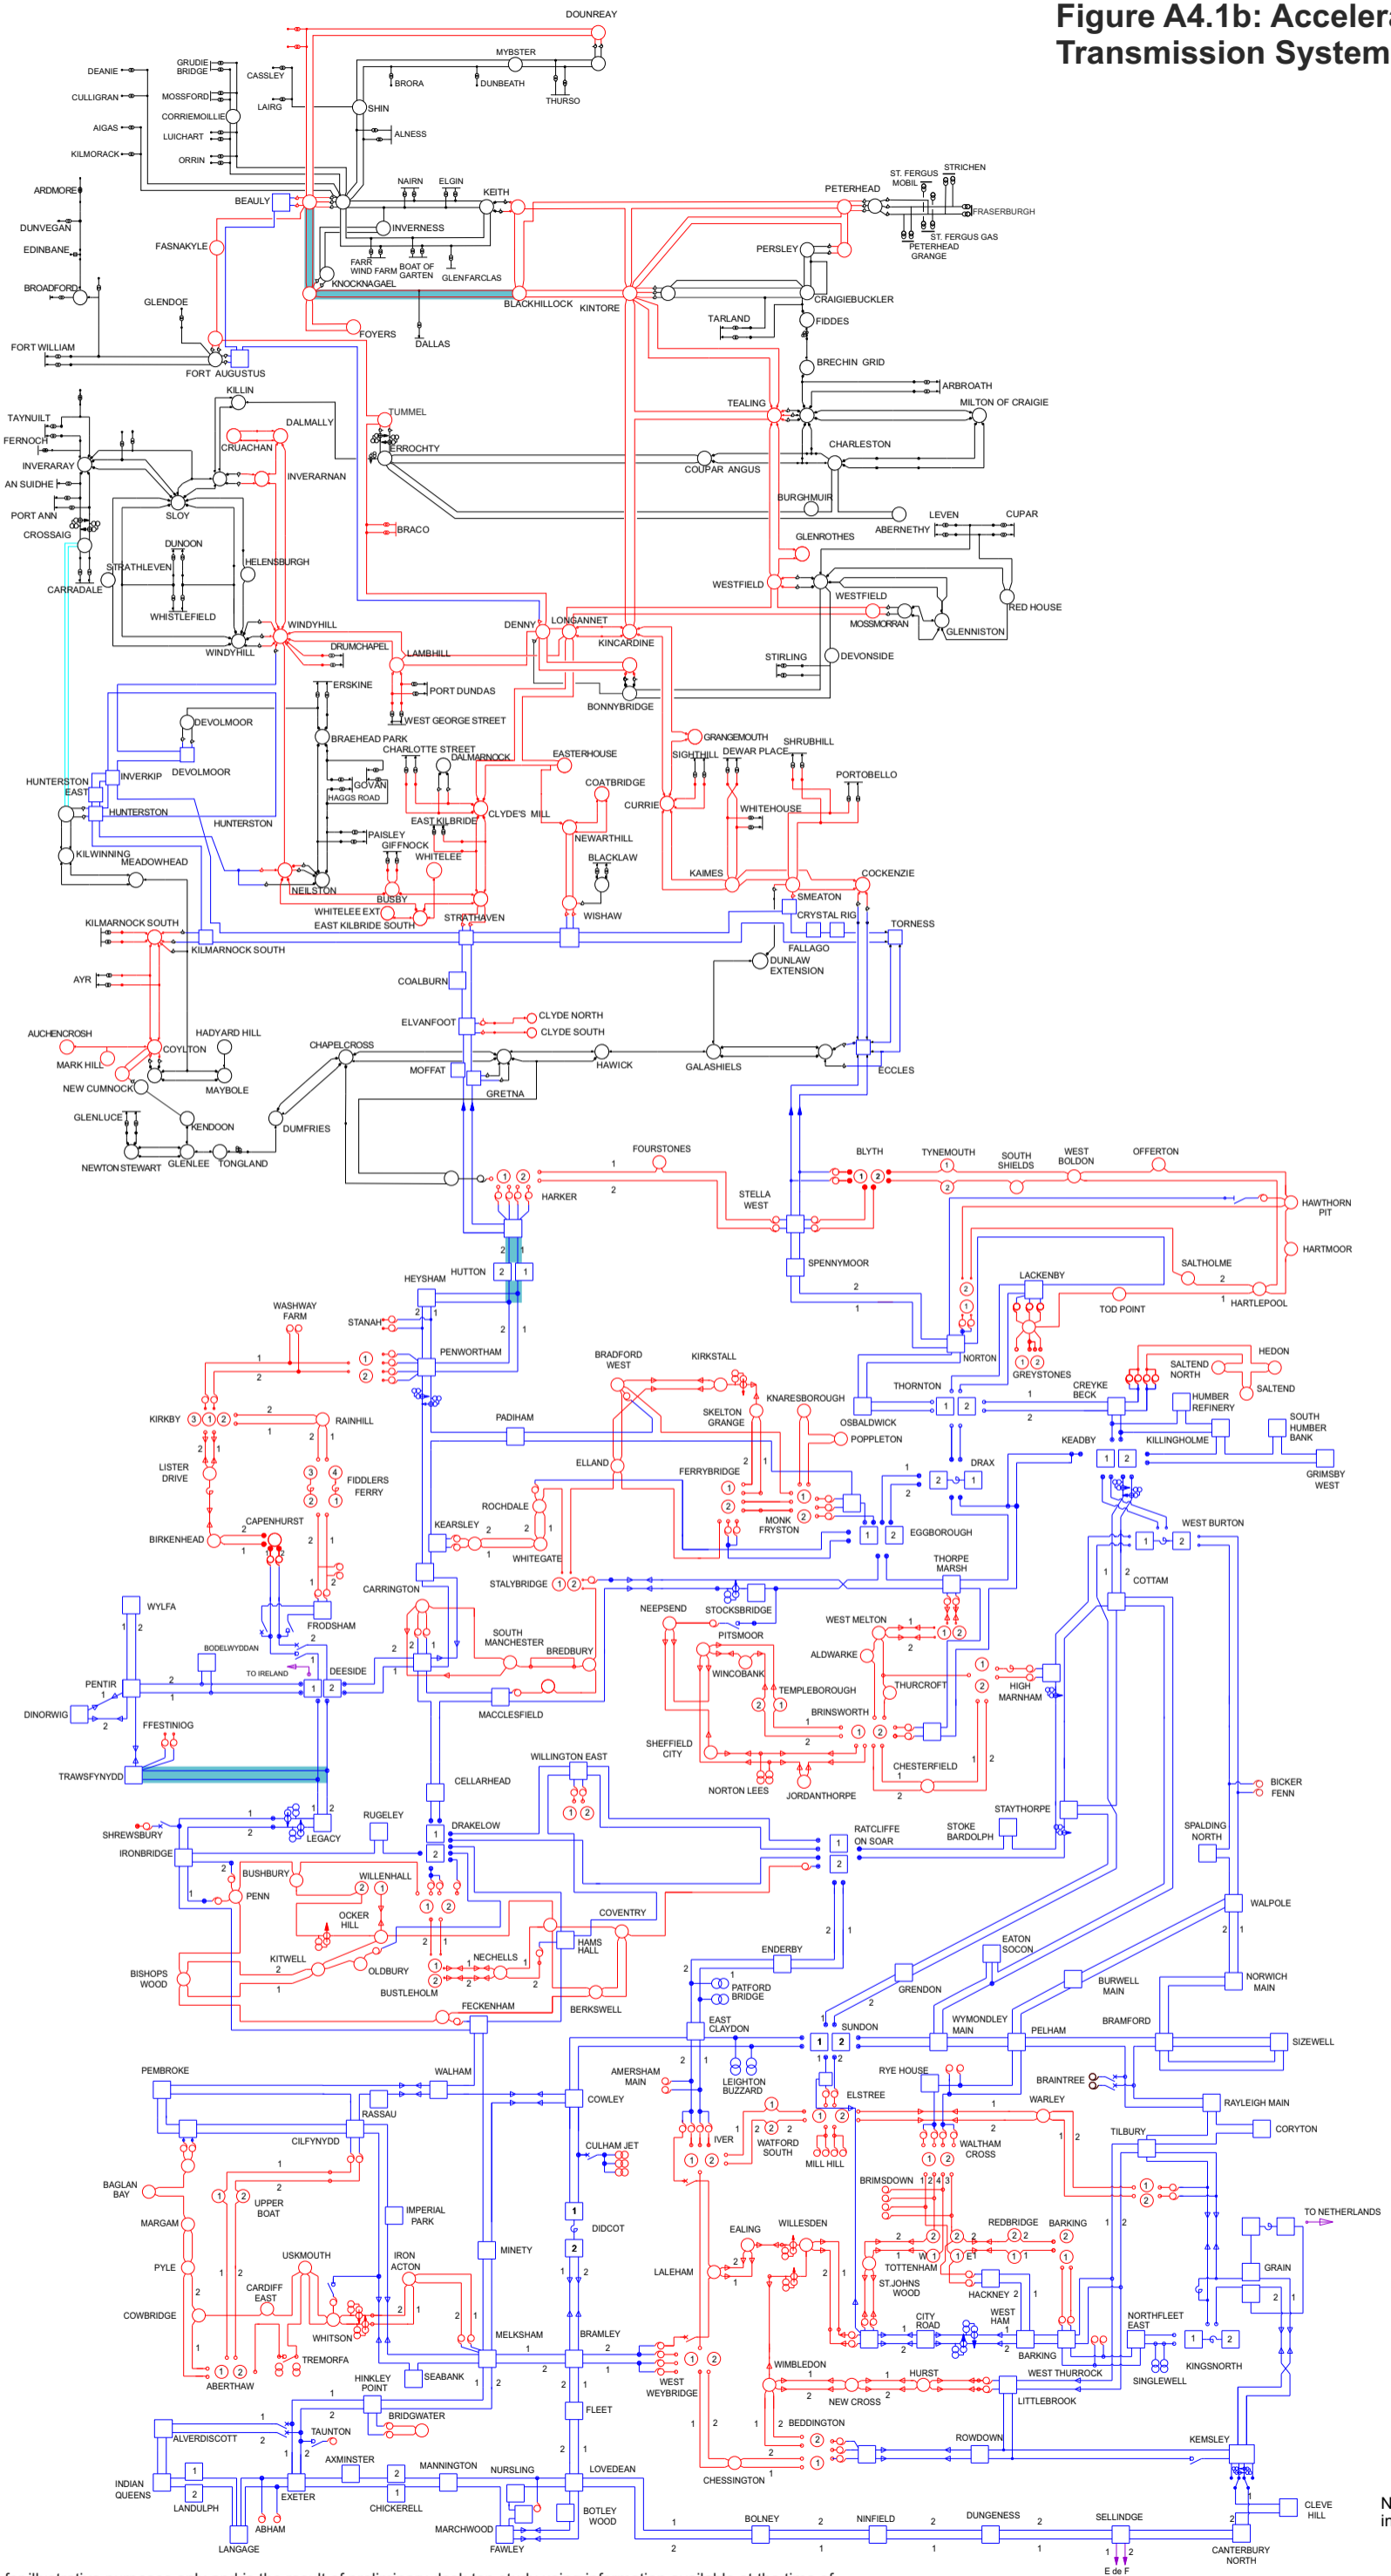 Figure A4.1b: Accelera
Transmission System
DOUNREAY
MYBSTER
GRUDIE
BRIDGE
DEANIE
CASSLEY
BRORA
DUNBEATH
THURSO
CULLIGRAN
MOSSFORD
LAIRG
SHIN
CORRIEMOILLIE
AIGAS
LUICHART
ALNESS
KILMORACK
ORRIN
ARDMORE
NAIRN
ELGIN
KEITH
PETERHEAD
ST. FERGUS
MOBIL
STRICHEN
BEAULY
FRASERBURGH
DUNVEGAN
INVERNESS
FASNAKYLE
EDINBANE
PERSLEY
ST. FERGUS GAS
PETERHEAD
GRANGE
FARR
WIND FARM
BOAT OF
GARTEN
GLENFARCLAS
BROADFORD
KNOCKNAGAEL
GLENDOE
BLACKHILLOCK
KINTORE
CRAIGIEBUCKLER
TARLAND
FIDDES
FOYERS
DALLAS
FORT WILLIAM
FORT AUGUSTUS
BRECHIN GRID
KILLIN
ARBROATH
TEALING
MILTON OF CRAIGIE
TAYNUILT
DALMALLY
TUMMEL
FERNOCH
CRUACHAN
ERROCHTY
CHARLESTON
INVERARAY
COUPAR ANGUS
INVERARNAN
AN SUIDHE
PORT ANN
SLOY
BURGHMUIR
LEVEN
CUPAR
ABERNETHY
CROSSAIG
BRACO
DUNOON
GLENROTHES
STRATHLEVEN
HELENSBURGH
CARRADALE
WESTFIELD
WESTFIELD
WHISTLEFIELD
RED HOUSE
MOSSMORRAN
GLENNISTON
WINDYHILL
DENNY
LONGANNET
KINCARDINE
WINDYHILL
DRUMCHAPEL
LAMBHILL
STIRLING
DEVONSIDE
ERSKINE
PORT DUNDAS
BONNYBRIDGE
WEST GEORGE STREET
DEVOLMOOR
BRAEHEAD PARK
GRANGEMOUTH
CHARLOTTE STREET
DALMARNOCK
EASTERHOUSE
SIGHTHILL
DEWAR PLACE
SHRUBHILL
DEVOLMOOR
INVERKIP
HUNTERSTON
EAST
GOVAN
HAGGS ROAD
COATBRIDGE
PORTOBELLO
CURRIE
WHITEHOUSE
HUNTERSTON
HUNTERSTON
CLYDE'S MILL
EAST KILBRIDE
NEWARTHILL
PAISLEY
GIFFNOCK
KILWINNING
MEADOWHEAD
WHITELEE
BLACKLAW
KAIMES
COCKENZIE
NEILSTON
BUSBY
SMEATON
WHITELEE EXT
EAST KILBRIDE SOUTH
STRATHAVEN
WISHAW
CRYSTAL RIG
TORNESS
KILMARNOCK SOUTH
KILMARNOCK SOUTH
FALLAGO
DUNLAW
EXTENSION
AYR
COALBURN
ELVANFOOT
CLYDE NORTH
CLYDE SOUTH
AUCHENCROSH
HADYARD HILL
CHAPELCROSS
MARK HILL
COYLTON
MOFFAT
HAWICK
GALASHIELS
ECCLES
NEW CUMNOCK
MAYBOLE
GRETNA
GLENLUCE
KENDOON
DUMFRIES
NEWTON STEWART
GLENLEE
TONGLAND
FOURSTONES
BLYTH
TYNEMOUTH
SOUTH
SHIELDS
WEST
BOLDON
OFFERTON
HARKER
STELLA
WEST
HAWTHORN
PIT
HARTMOOR
SPENNYMOOR
HUTTON
HEYSHAM
LACKENBY
SALTHOLME
WASHWAY
FARM
STANAH
TOD POINT
HARTLEPOOL
PENWORTHAM
BRADFORD
WEST
KIRKSTALL
NORTON
GREYSTONES
HEDON
SALTEND
NORTH
SALTEND
THORNTON
CREYKE
BECK
KNARESBOROUGH
HUMBER
REFINERY
KIRKBY
RAINHILL
PADIHAM
SKELTON
GRANGE
OSBALDWICK
SOUTH
HUMBER
BANK
POPPLETON
KEADBY
KILLINGHOLME
LISTER
DRIVE
FIDDLERS
FERRY
ELLAND
FERRYBRIDGE
DRAX
GRIMSBY
WEST
ROCHDALE
MONK
FRYSTON
EGGBOROUGH
CAPENHURST
KEARSLEY
WEST BURTON
BIRKENHEAD
WHITEGATE
STALYBRIDGE
THORPE
MARSH
COTTAM
CARRINGTON
WYLFA
FRODSHAM
NEEPSEND
STOCKSBRIDGE
WEST MELTON
PITSMOOR
BODELWYDDAN
SOUTH
MANCHESTER
BREDBURY
ALDWARKE
TO IRELAND
DEESIDE
WINCOBANK
PENTIR
TEMPLEBOROUGH
THURCROFT
HIGH
MARNHAM
DINORWIG
MACCLESFIELD
BRINSWORTH
FFESTINIOG
SHEFFIELD
CITY
TRAWSFYNYDD
WILLINGTON EAST
CHESTERFIELD
NORTON LEES
JORDANTHORPE
CELLARHEAD
BICKER
FENN
RUGELEY
SHREWSBURY
LEGACY
DRAKELOW
RATCLIFFE
ON SOAR
STOKE
BARDOLPH
STAYTHORPE
SPALDING
NORTH
IRONBRIDGE
BUSHBURY
WILLENHALL
PENN
OCKER
HILL
COVENTRY
WALPOLE
HAMS
HALL
BISHOPS
WOOD
KITWELL
OLDBURY
NECHELLS
ENDERBY
EATON
SOCON
BUSTLEHOLM
PATFORD
BRIDGE
GRENDON
BURWELL
MAIN
NORWICH
MAIN
BERKSWELL
FECKENHAM
EAST
CLAYDON
SUNDON
WYMONDLEY
MAIN
PELHAM
BRAMFORD
SIZEWELL
PEMBROKE
WALHAM
AMERSHAM
MAIN
LEIGHTON
BUZZARD
RYE HOUSE
BRAINTREE
RASSAU
COWLEY
ELSTREE
WARLEY
RAYLEIGH MAIN
CILFYNYDD
IVER
WATFORD
SOUTH
MILL HILL
WALTHAM
CROSS
TILBURY
CORYTON
CULHAM JET
BAGLAN
BAY
UPPER
BOAT
BRIMSDOWN
IMPERIAL
PARK
TO NETHERLANDS
MARGAM
DIDCOT
EALING
WILLESDEN
REDBRIDGE
BARKING
MINETY
PYLE
USKMOUTH
IRON
ACTON
LALEHAM
TOTTENHAM
GRAIN
CARDIFF
EAST
ST.JOHNS
WOOD
HACKNEY
COWBRIDGE
WHITSON
MELKSHAM
BRAMLEY
CITY
ROAD
WEST
HAM
NORTHFLEET
EAST
TREMORFA
BARKING
KINGSNORTH
ABERTHAW
SEABANK
WEST
WEYBRIDGE
WIMBLEDON
HURST
WEST THURROCK
SINGLEWELL
HINKLEY
POINT
NEW CROSS
LITTLEBROOK
FLEET
BRIDGWATER
BEDDINGTON
ALVERDISCOTT
TAUNTON
ROWDOWN
KEMSLEY
AXMINSTER
MANNINGTON
NURSLING
LOVEDEAN
CHESSINGTON
INDIAN
QUEENS
LANDULPH
EXETER
CHICKERELL
BOTLEY
WOOD
CLEVE
HILL
ABHAM
LANGAGE
MARCHWOOD
FAWLEY
BOLNEY
NINFIELD
DUNGENESS
SELLINDGE
CANTERBURY
NORTH
E de F